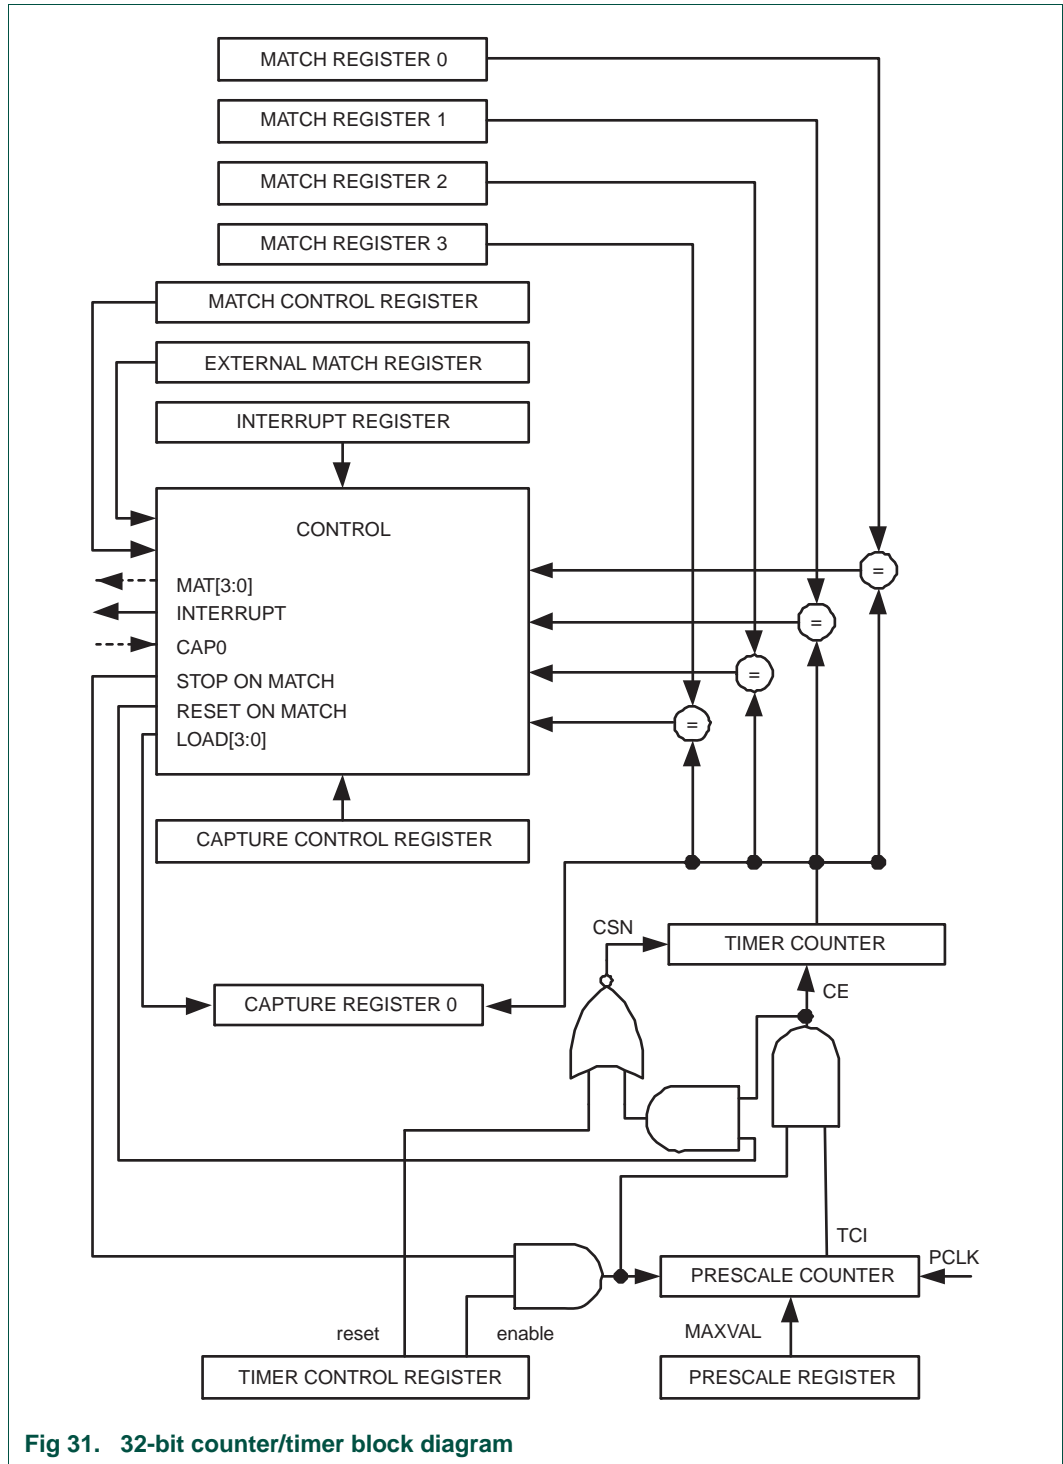 MATCH REGISTER 0
MATCH REGISTER 1
MATCH REGISTER 2
MATCH REGISTER 3
MATCH CONTROL REGISTER
EXTERNAL MATCH REGISTER
INTERRUPT REGISTER
CONTROL
=
MAT[3:0]
INTERRUPT
=
CAP0
STOP ON MATCH
=
RESET ON MATCH
=
LOAD[3:0]
CAPTURE CONTROL REGISTER
CSN
TIMER COUNTER
CE
CAPTURE REGISTER 0
TCI
PCLK
PRESCALE COUNTER
reset
enable
MAXVAL
TIMER CONTROL REGISTER
PRESCALE REGISTER
Fig 31. 32-bit counter/timer block diagram